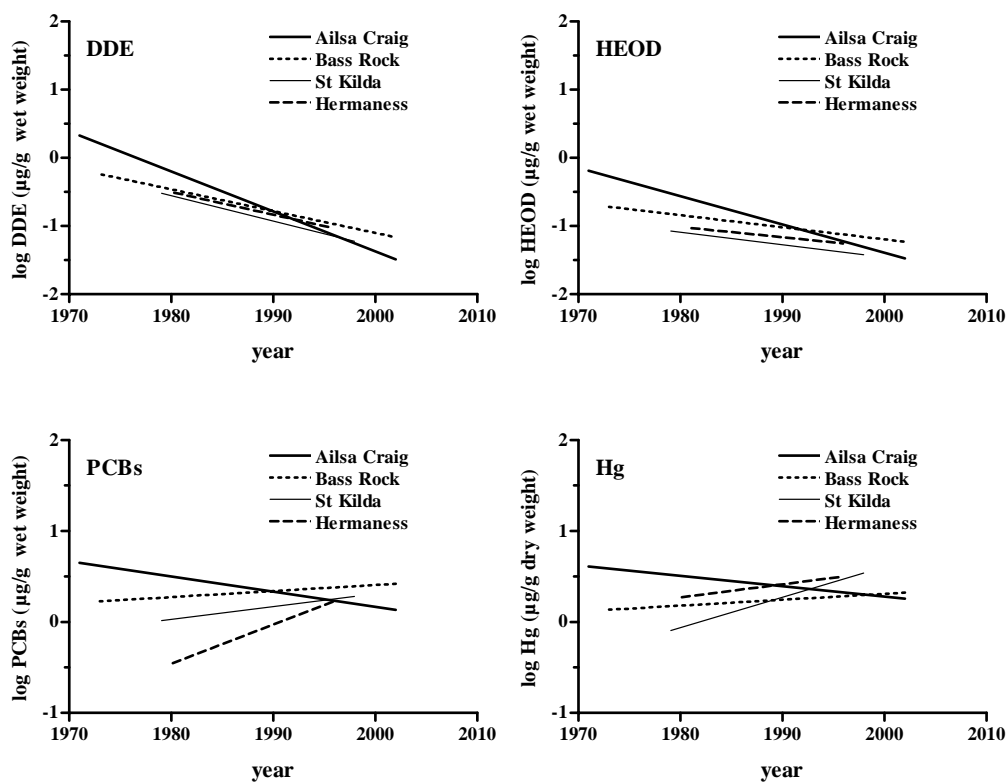 DDE
Ailsa Craig
Bass Rock
St Kilda
Hermaness
log DDE (µg/g wet weight)
2
1
0
-1
-2
1970 1980 1990 2000 2010
year
HEOD
Ailsa Craig
Bass Rock
St Kilda
Hermaness
log HEOD (µg/g wet weight)
2
1
0
-1
-2
1970 1980 1990 2000 2010
year
PCBs
Ailsa Craig
Bass Rock
St Kilda
Hermaness
log PCBs (µg/g wet weight)
2
1
0
-1
1970 1980 1990 2000 2010
year
Hg
Ailsa Craig
Bass Rock
St Kilda
Hermaness
log Hg (µg/g dry weight)
2
1
0
-1
1970 1980 1990 2000 2010
year